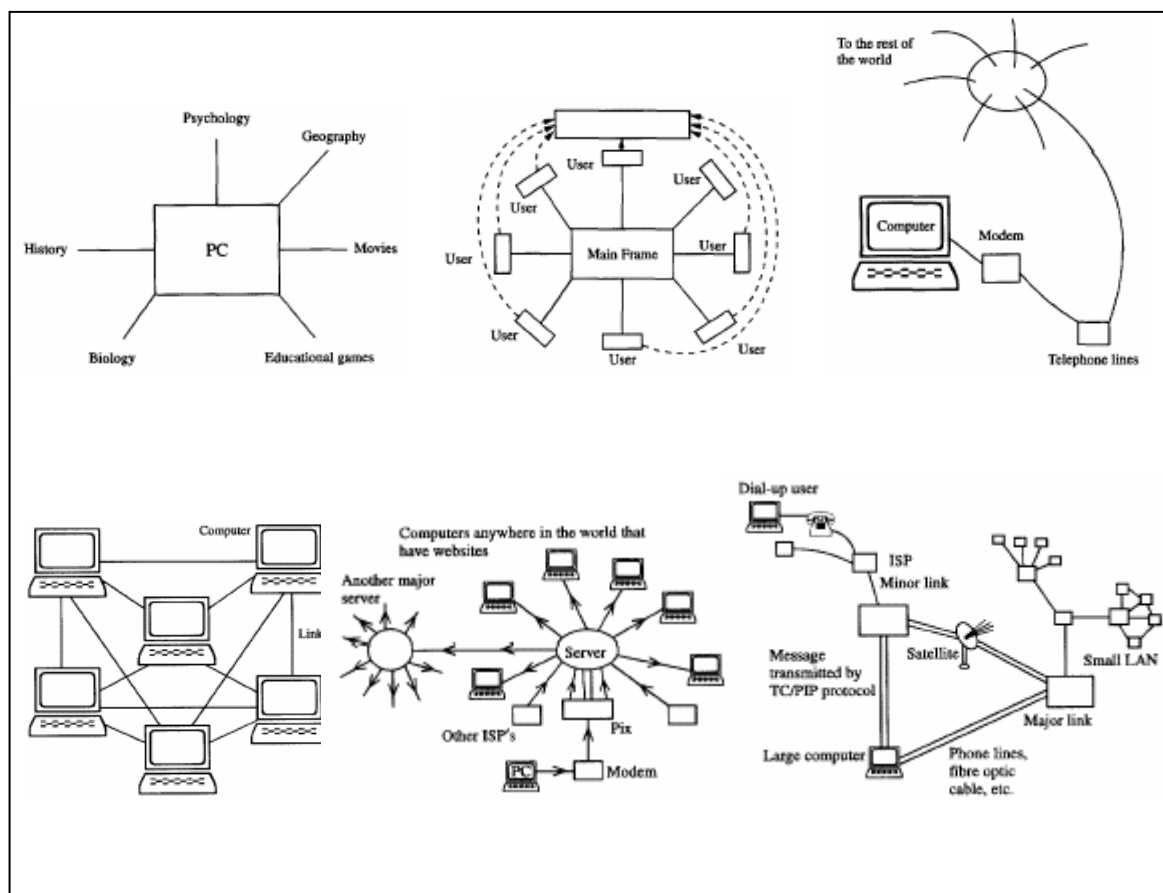 Psychology
Geography
History
PC
Movies
Biology
Educational games
User
User
User
User
Main Frame
User
User
User
User
User
To the rest of
the world
Computer
Modem
Telephone lines
Computer
Link
Computers anywhere in the world that
have websites
Another major
server
Server
Other ISP's
Pix
PC
Modem
Dial-up user
ISP
Minor link
Satellite
Small LAN
Message
transmitted by
TC/PIP protocol
Major link
Large computer
Phone lines,
fibre optic
cable, etc.